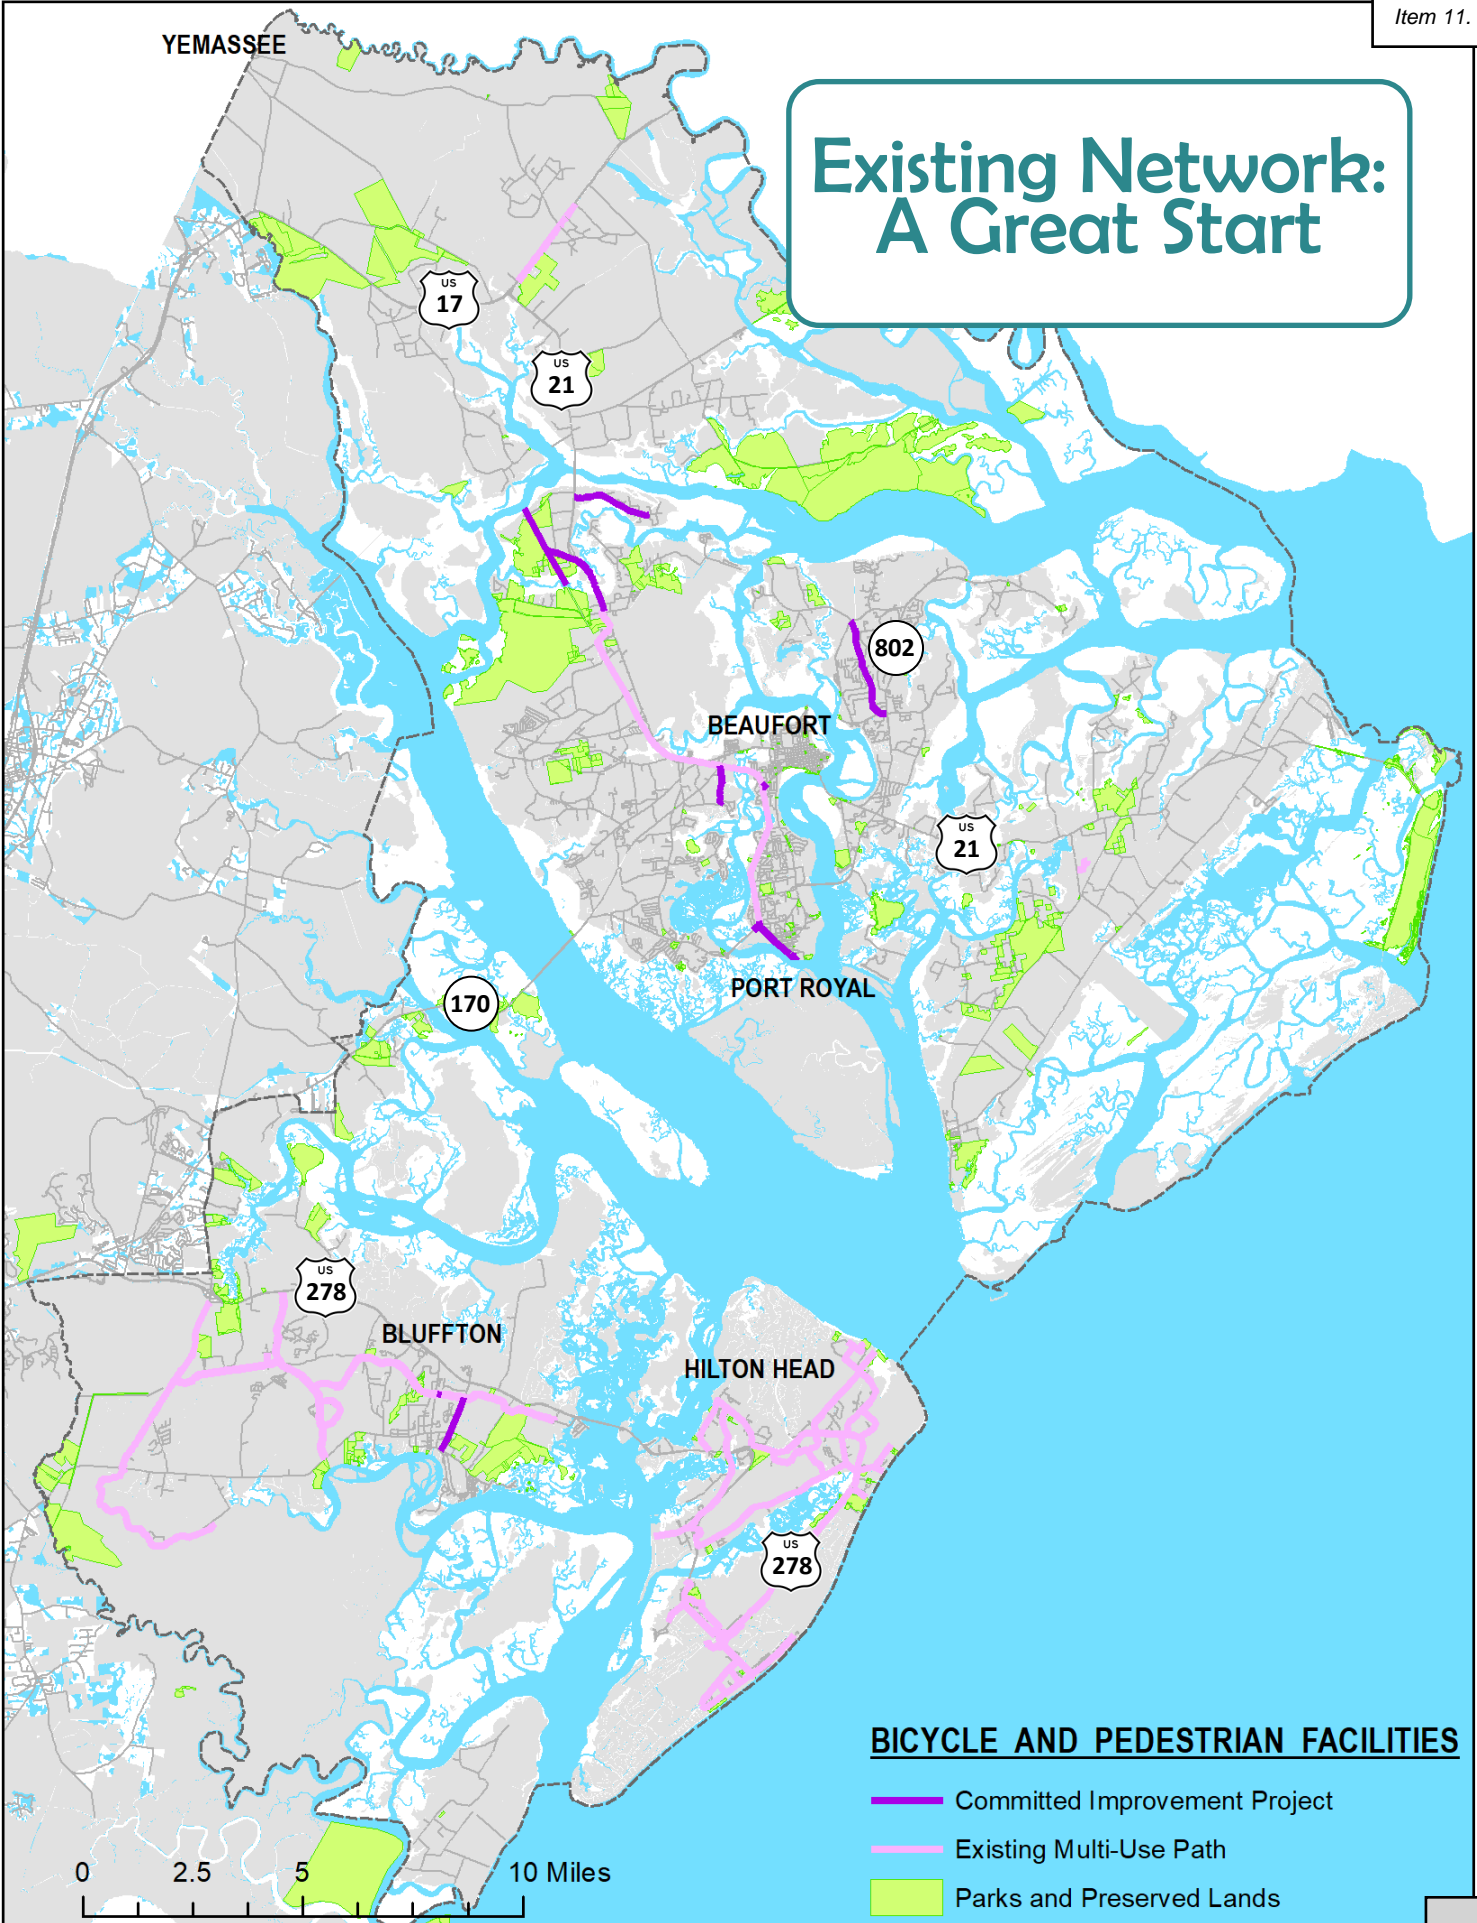 Item 11.
YEMASSEE
Existing Network:
A Great Start
US
17
US
21
802
BEAUFORT
US
21
PORT ROYAL
170
US
278
BLUFFTON
HILTON HEAD
US
278
BICYCLE AND PEDESTRIAN FACILITIES
Committed Improvement Project
Existing Multi-Use Path
Parks and Preserved Lands
0 2.5 5 10 Miles